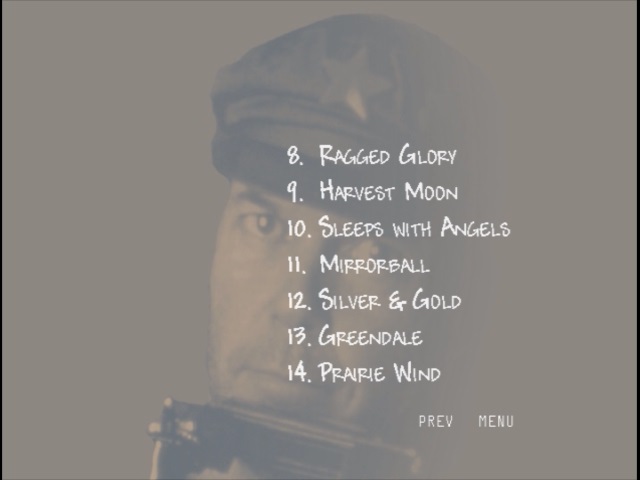 8. Ragged Glory
9. Harvest Moon
10. Sleeps with Angels
11. Mirrorball
12. Silver & Gold
13. Greendale
14. Prairie Wind
PREV MENU